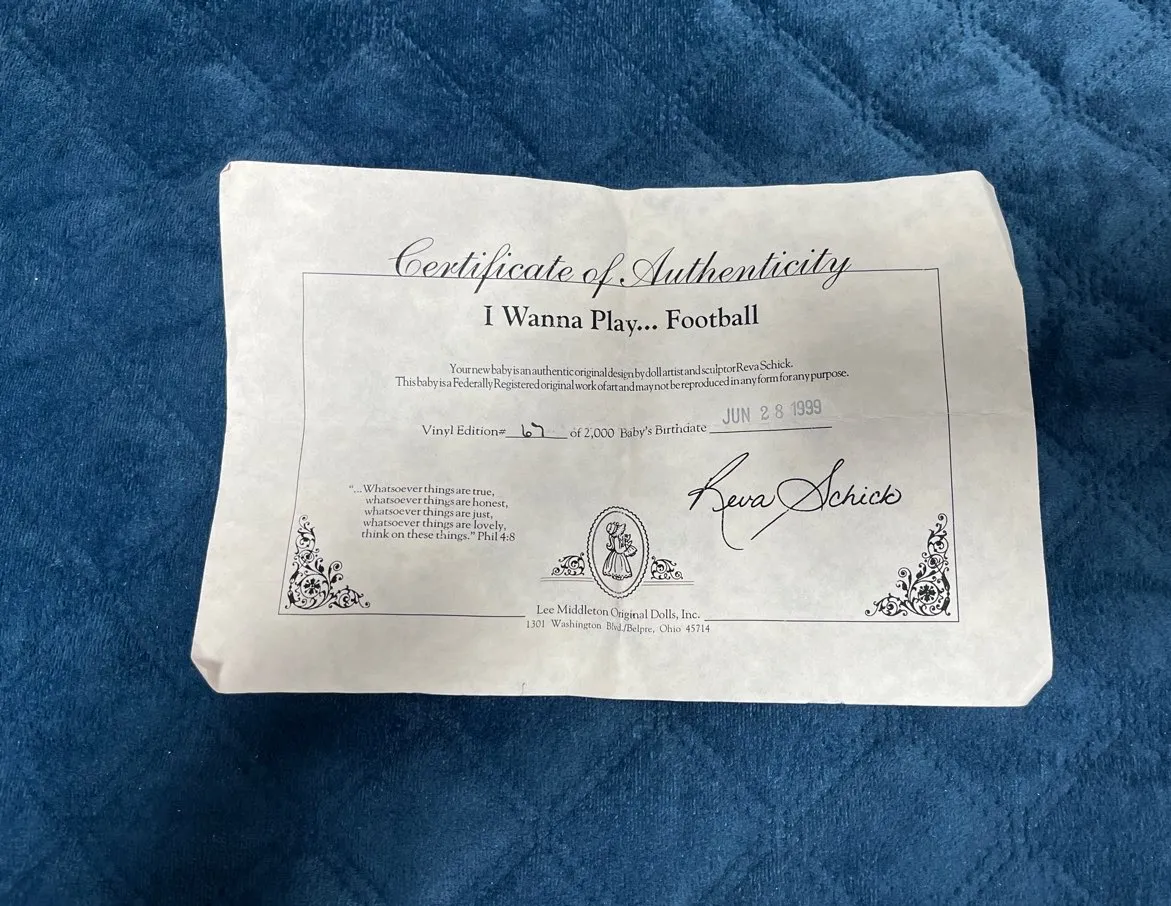 Certificate of Authenticity
I Wanna Play... Football
Your new baby is an authentic original design by doll artist and sculptor Reva Schick.
This baby is a Federally Registered original work of art and may not be reproduced in any form for any purpose.
Vinyl Edition# 67 of 2,000 Baby's Birthdate JUN 28 1999
Reva Schick
"...Whatsoever things are true,
whatsoever things are honest,
whatsoever things are just,
whatsoever things are lovely,
think on these things." Phil 4:8
Lee Middleton Original Dolls, Inc.
1301 Washington Blvd./Belpre, Ohio 45714